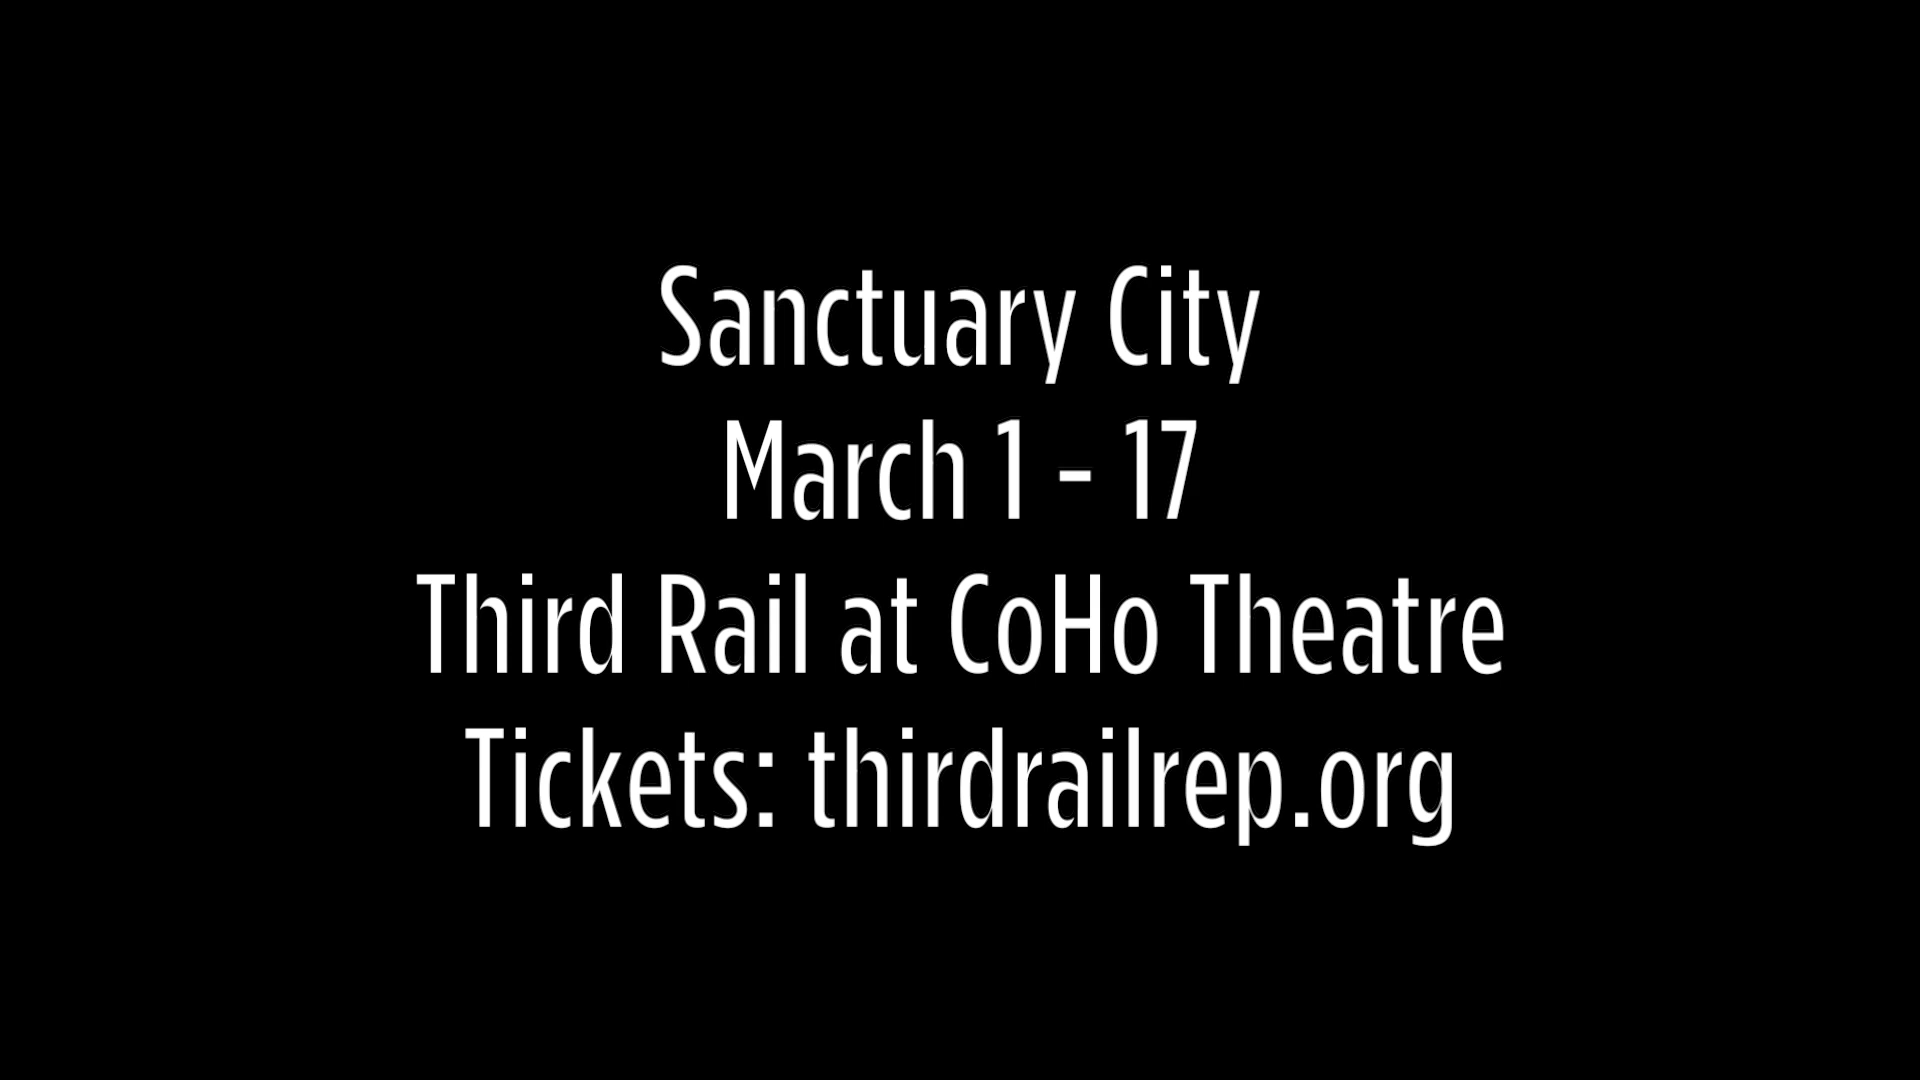 Sanctuary City
March 1 - 17
Third Rail at CoHo Theatre
Tickets: thirdrailrep.org